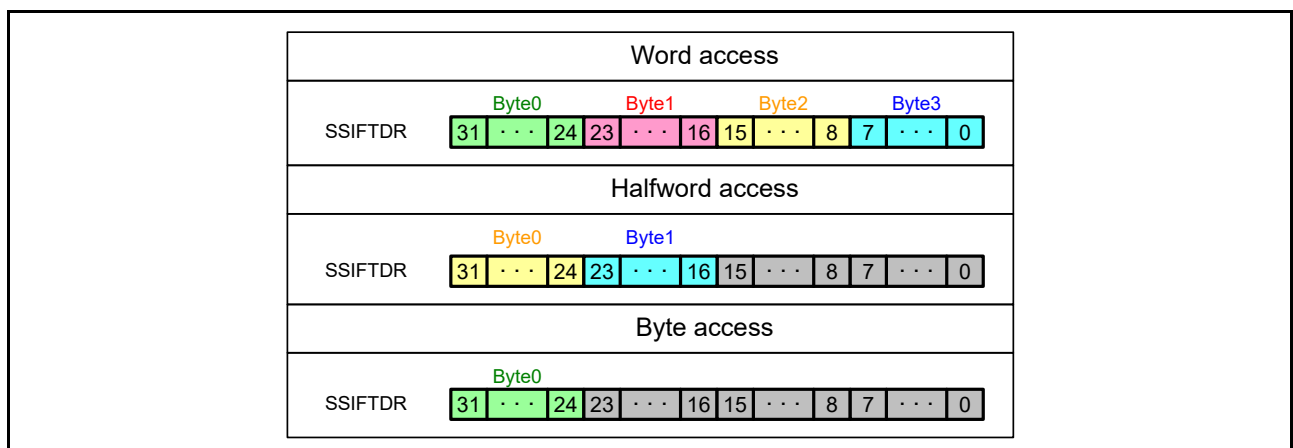 Word access
Byte0 Byte1 Byte2 Byte3
SSIFTDR 31 ··· 24 23 ··· 16 15 ··· 8 7 ··· 0
Halfword access
Byte0 Byte1
SSIFTDR 31 ··· 24 23 ··· 16 15 ··· 8 7 ··· 0
Byte access
Byte0
SSIFTDR 31 ··· 24 23 ··· 16 15 ··· 8 7 ··· 0